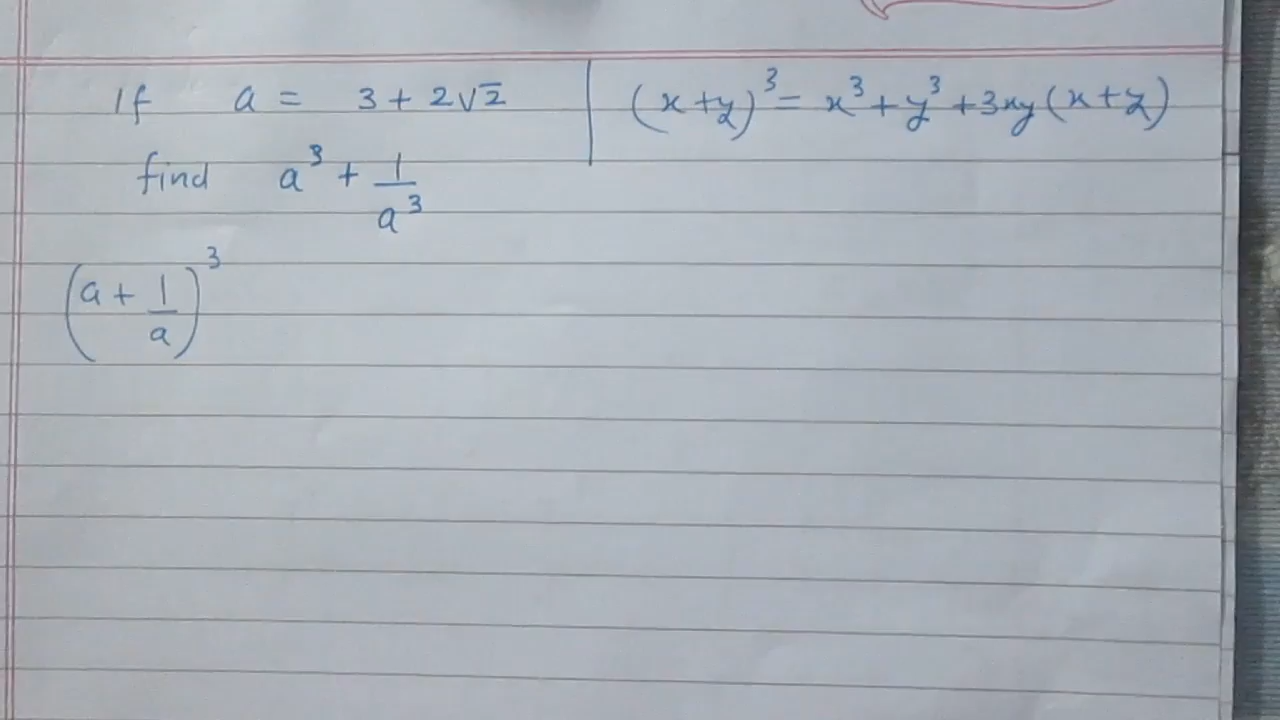 If a = 3 + 2√2
find a³ + 1/a³
(x + y)³ = x³ + y³ + 3xy(x + y)
(a + 1/a)³